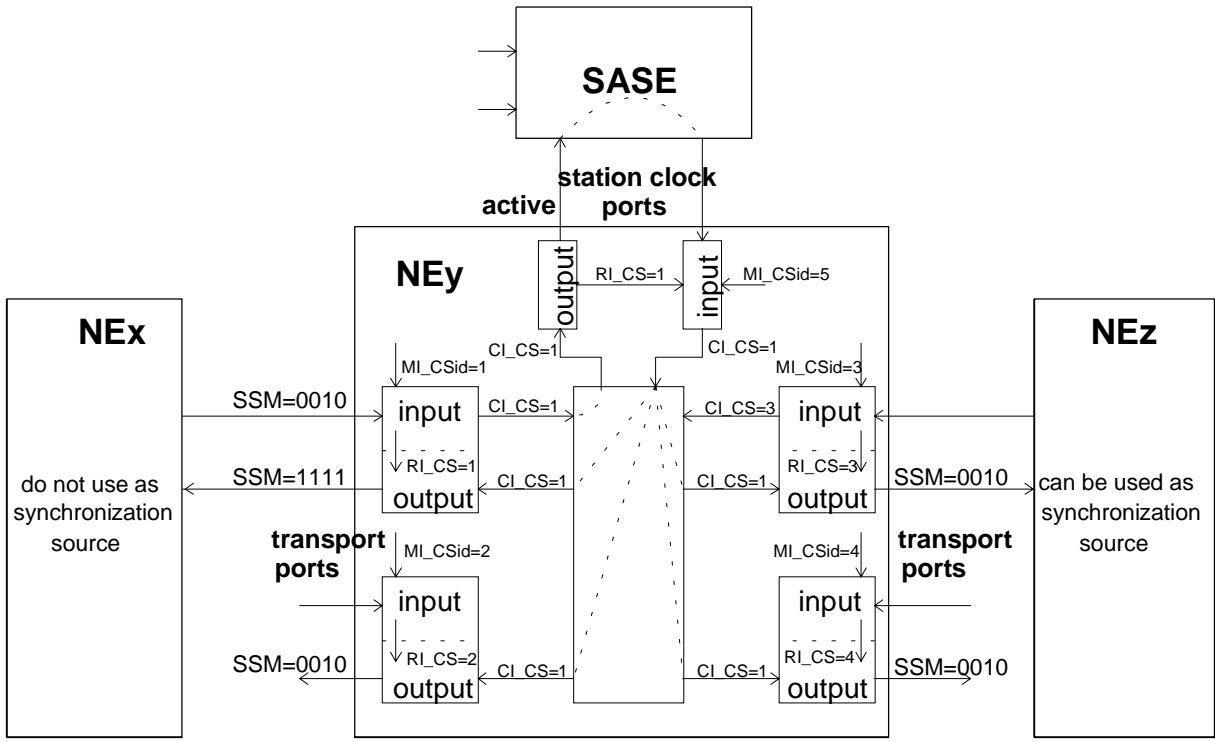 SASE
station clock
ports
active
output
RI_CS=1
input
MI_CSid=5
NEy
NEx
NEz
CI_CS=1
CI_CS=1
MI_CSid=1
MI_CSid=3
SSM=0010
input
CI_CS=1
CI_CS=3
input
RI_CS=1
RI_CS=3
SSM=1111
output
CI_CS=1
CI_CS=1
output
SSM=0010
do not use as
synchronization
source
can be used as
synchronization
source
transport
ports
MI_CSid=2
MI_CSid=4
transport
ports
input
input
RI_CS=2
RI_CS=4
SSM=0010
output
CI_CS=1
CI_CS=1
output
SSM=0010